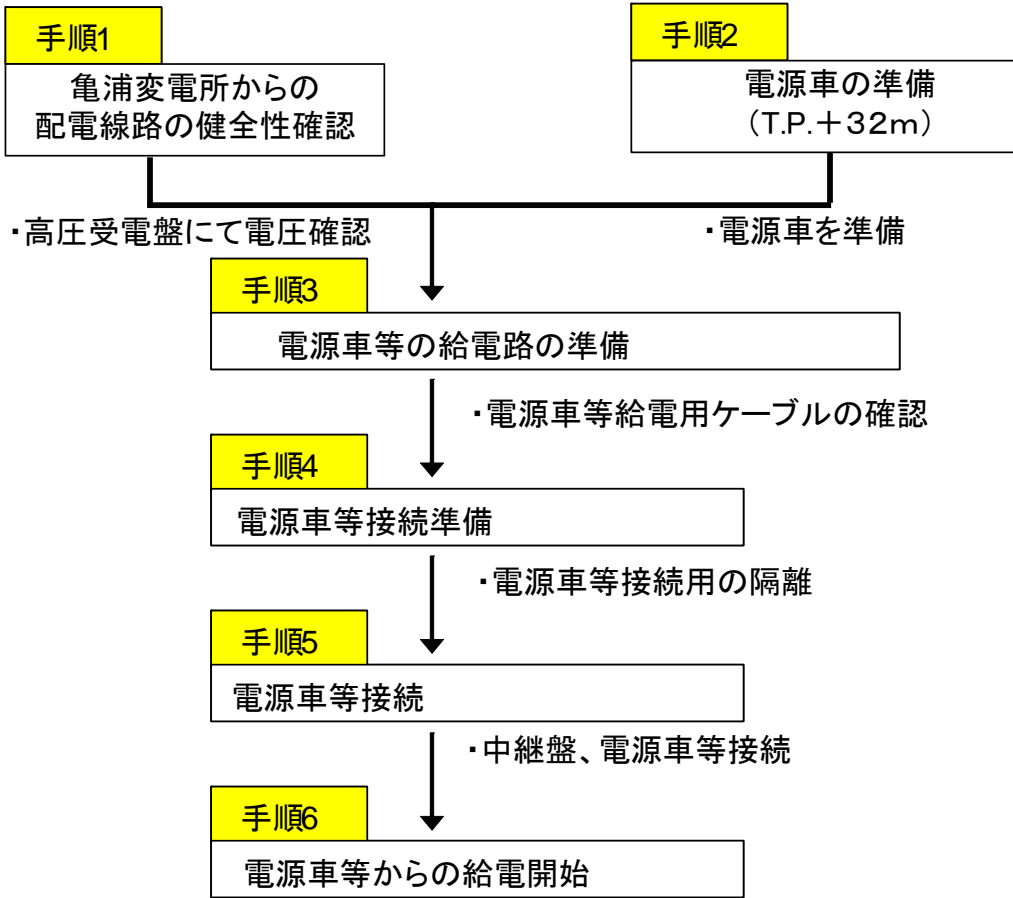 手順1
亀浦変電所からの
配電線路の健全性確認
手順2
電源車の準備
(T.P.+32m)
・高圧受電盤にて電圧確認
・電源車を準備
手順3
電源車等の給電路の準備
・電源車等給電用ケーブルの確認
手順4
電源車等接続準備
・電源車等接続用の隔離
手順5
電源車等接続
・中継盤、電源車等接続
手順6
電源車等からの給電開始